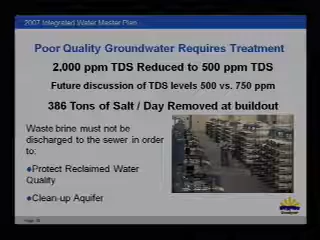 2007 Integrated Water Master Plan
Poor Quality Groundwater Requires Treatment
2,000 ppm TDS Reduced to 500 ppm TDS
Future discussion of TDS levels 500 vs. 750 ppm
386 Tons of Salt / Day Removed at buildout
Waste brine must not be
discharged to the sewer in order
to:
●Protect Reclaimed Water
Quality
●Clean-up Aquifer